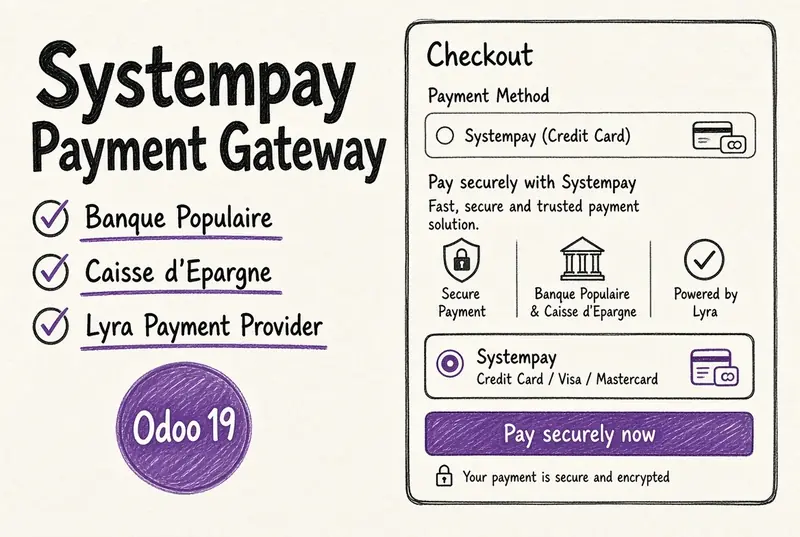 Systempay
Payment Gateway
Banque Populaire
Caisse d'Epargne
Lyra Payment Provider
Odoo 19
Checkout
Payment Method
Systempay (Credit Card)
Pay securely with Systempay
Fast, secure and trusted payment
solution.
Secure
Payment
Banque Populaire
& Caisse d'Epargne
Powered by
Lyra
Systempay
Credit Card / Visa / Mastercard
Pay securely now
Your payment is secure and encrypted